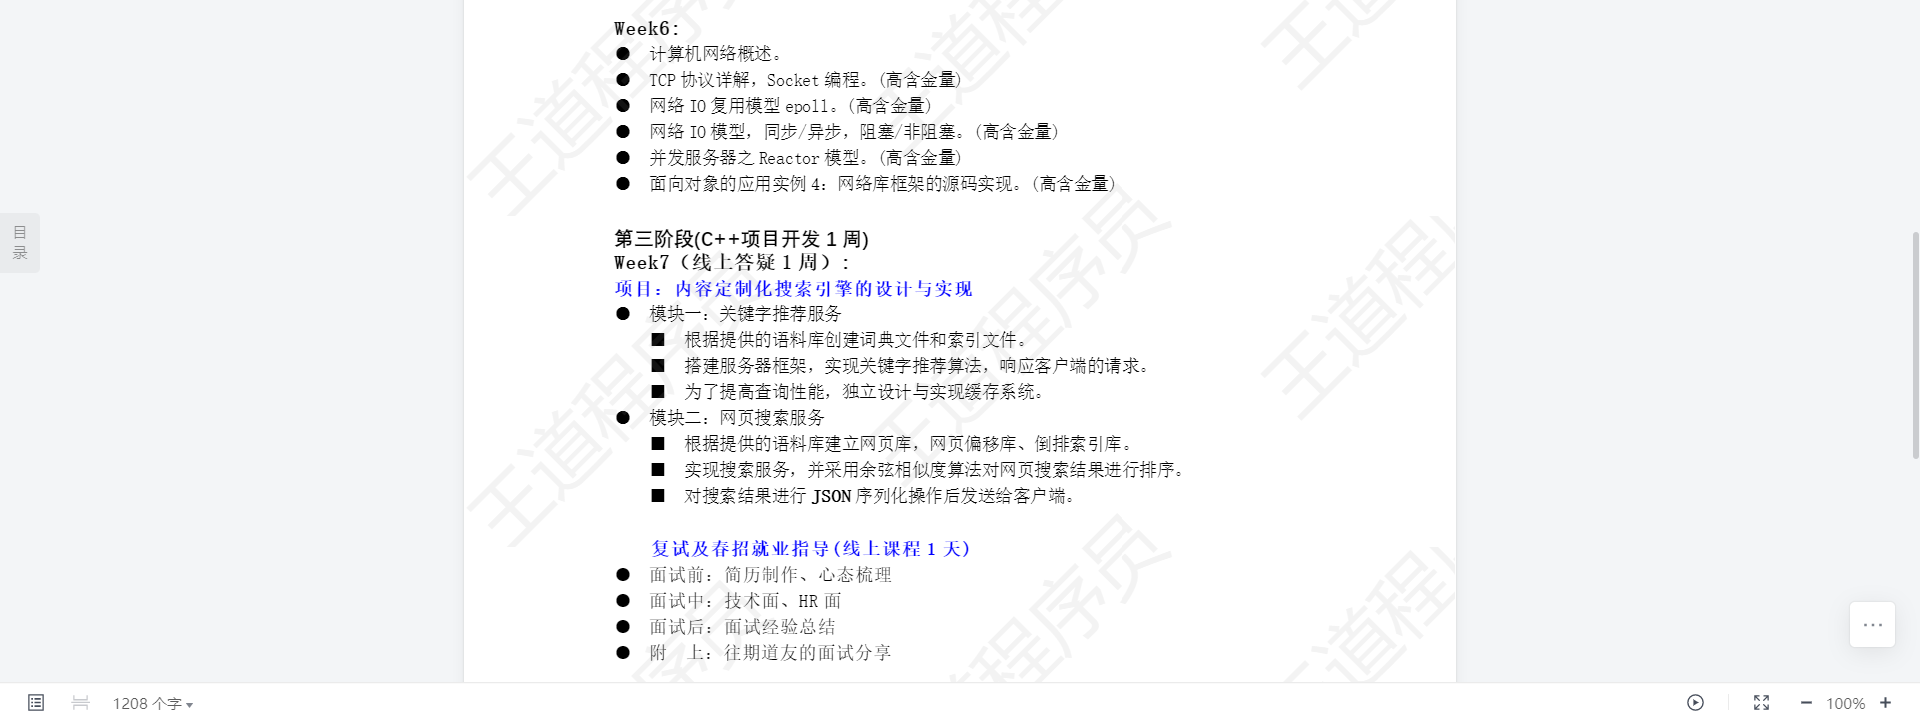 Week6:
● 计算机网络概述。
● TCP 协议详解，Socket 编程。(高含金量)
● 网络 IO 复用模型 epoll。(高含金量)
● 网络 IO 模型，同步/异步，阻塞/非阻塞。(高含金量)
● 并发服务器之 Reactor 模型。(高含金量)
● 面向对象的应用实例 4：网络库框架的源码实现。(高含金量)
第三阶段(C++项目开发 1 周)
Week7（线上答疑 1 周）:
项目：内容定制化搜索引擎的设计与实现
● 模块一：关键字推荐服务
■ 根据提供的语料库创建词典文件和索引文件。
■ 搭建服务器框架，实现关键字推荐算法，响应客户端的请求。
■ 为了提高查询性能，独立设计与实现缓存系统。
● 模块二：网页搜索服务
■ 根据提供的语料库建立网页库，网页偏移库、倒排索引库。
■ 实现搜索服务，并采用余弦相似度算法对网页搜索结果进行排序。
■ 对搜索结果进行 JSON 序列化操作后发送给客户端。
复试及春招就业指导(线上课程 1 天)
● 面试前：简历制作、心态梳理
● 面试中：技术面、HR 面
● 面试后：面试经验总结
● 附　上：往期道友的面试分享
目录
王道程序员
王道程序员
王道程序员
王道程序员
1208 个字
100%